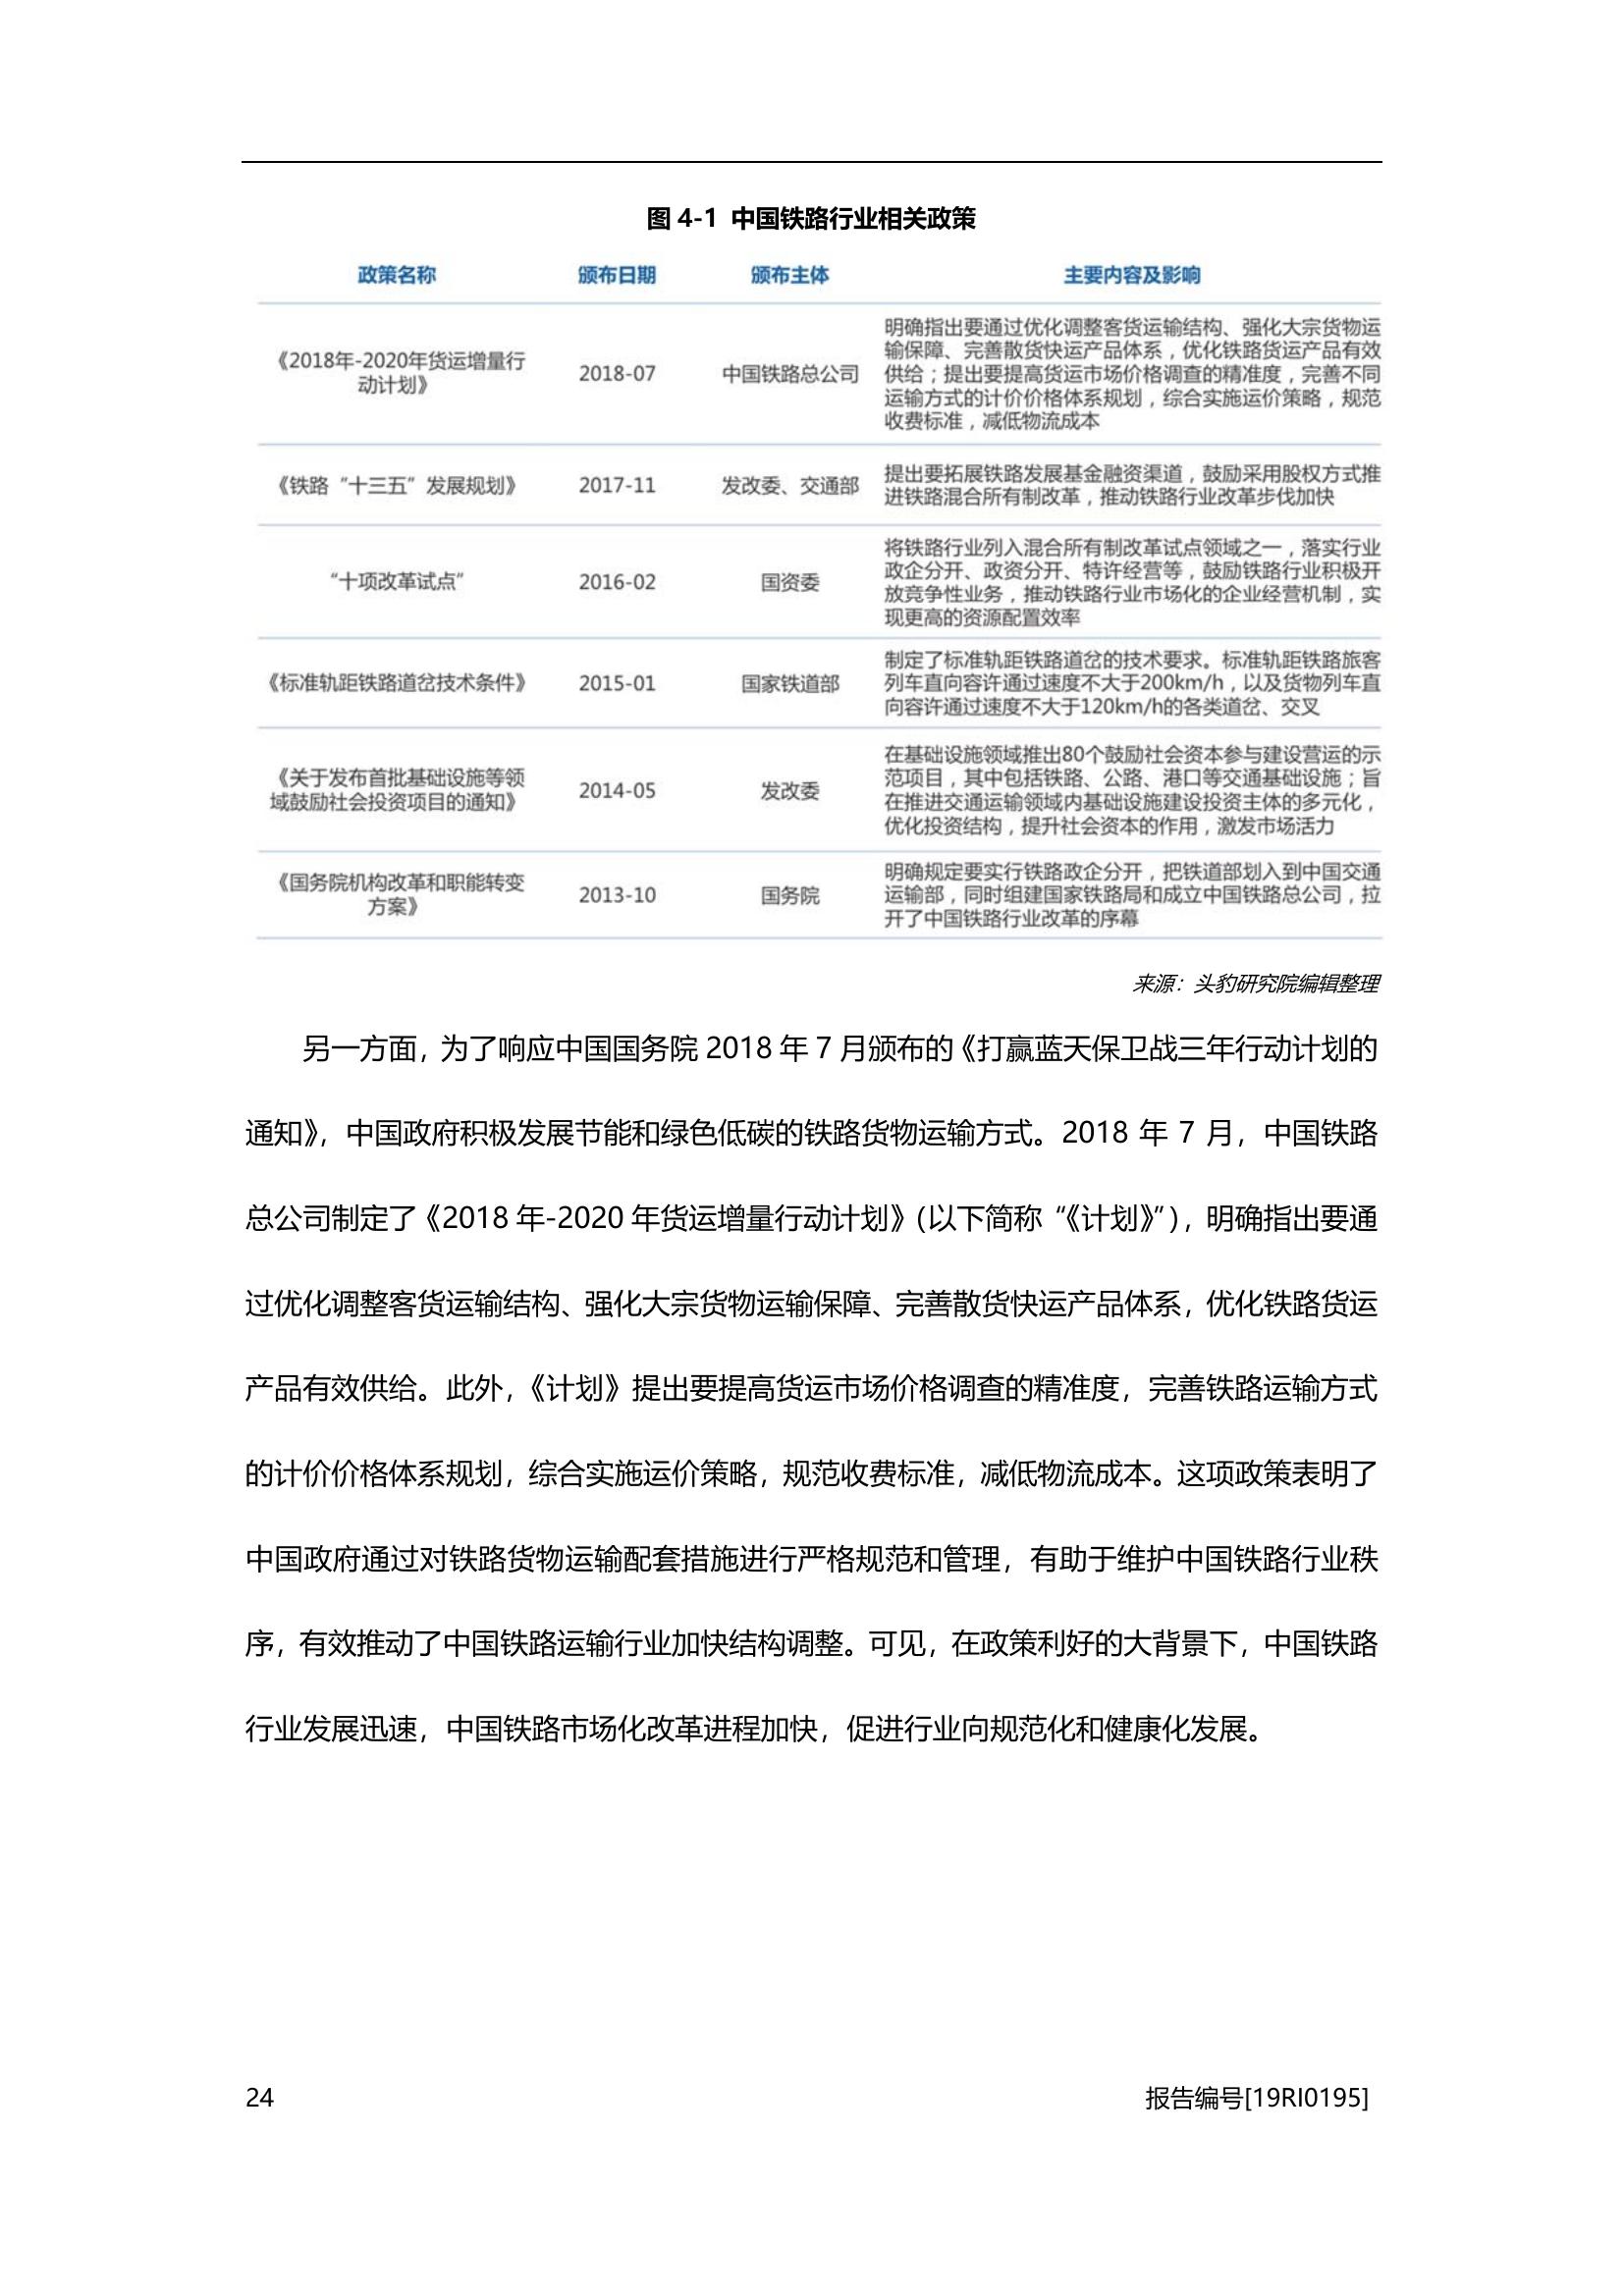 图 4-1 中国铁路行业相关政策
政策名称 颁布日期 颁布主体 主要内容及影响
《2018年-2020年货运增量行
动计划》
2018-07
中国铁路总公司
明确指出要通过优化调整客货运输结构、强化大宗货物运
输保障、完善散货快运产品体系，优化铁路货运产品有效
供给；提出要提高货运市场价格调查的精准度，完善不同
运输方式的计价价格体系规划，综合实施运价策略，规范
收费标准，减低物流成本
《铁路“十三五”发展规划》
2017-11
发改委、交通部
提出要拓展铁路发展基金融资渠道，鼓励采用股权方式推
进铁路混合所有制改革，推动铁路行业改革步伐加快
“十项改革试点”
2016-02
国资委
将铁路行业列入混合所有制改革试点领域之一，落实行业
政企分开、政资分开、特许经营等，鼓励铁路行业积极开
放竞争性业务，推动铁路行业市场化的企业经营机制，实
现更高的资源配置效率
《标准轨距铁路道岔技术条件》
2015-01
国家铁道部
制定了标准轨距铁路道岔的技术要求。标准轨距铁路旅客
列车直向容许通过速度不大于200km/h，以及货物列车直
向容许通过速度不大于120km/h的各类道岔、交叉
《关于发布首批基础设施等领
域鼓励社会投资项目的通知》
2014-05
发改委
在基础设施领域推出80个鼓励社会资本参与建设营运的示
范项目，其中包括铁路、公路、港口等交通基础设施；旨
在推进交通运输领域内基础设施建设投资主体的多元化，
优化投资结构，提升社会资本的作用，激发市场活力
《国务院机构改革和职能转变
方案》
2013-10
国务院
明确规定要实行铁路政企分开，把铁道部划入到中国交通
运输部，同时组建国家铁路局和成立中国铁路总公司，拉
开了中国铁路行业改革的序幕
来源：头豹研究院编辑整理
另一方面，为了响应中国国务院 2018 年 7 月颁布的《打赢蓝天保卫战三年行动计划的
通知》，中国政府积极发展节能和绿色低碳的铁路货物运输方式。2018 年 7 月，中国铁路
总公司制定了《2018 年-2020 年货运增量行动计划》（以下简称“《计划》”），明确指出要通
过优化调整客货运输结构、强化大宗货物运输保障、完善散货快运产品体系，优化铁路货运
产品有效供给。此外，《计划》提出要提高货运市场价格调查的精准度，完善铁路运输方式
的计价价格体系规划，综合实施运价策略，规范收费标准，减低物流成本。这项政策表明了
中国政府通过对铁路货物运输配套措施进行严格规范和管理，有助于维护中国铁路行业秩
序，有效推动了中国铁路运输行业加快结构调整。可见，在政策利好的大背景下，中国铁路
行业发展迅速，中国铁路市场化改革进程加快，促进行业向规范化和健康化发展。
24 报告编号[19RI0195]